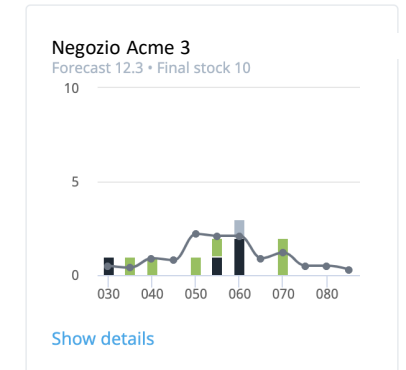 Negozio Acme 3
Forecast 12.3 • Final stock 10
10
5
0
030 040 050 060 070 080
Show details